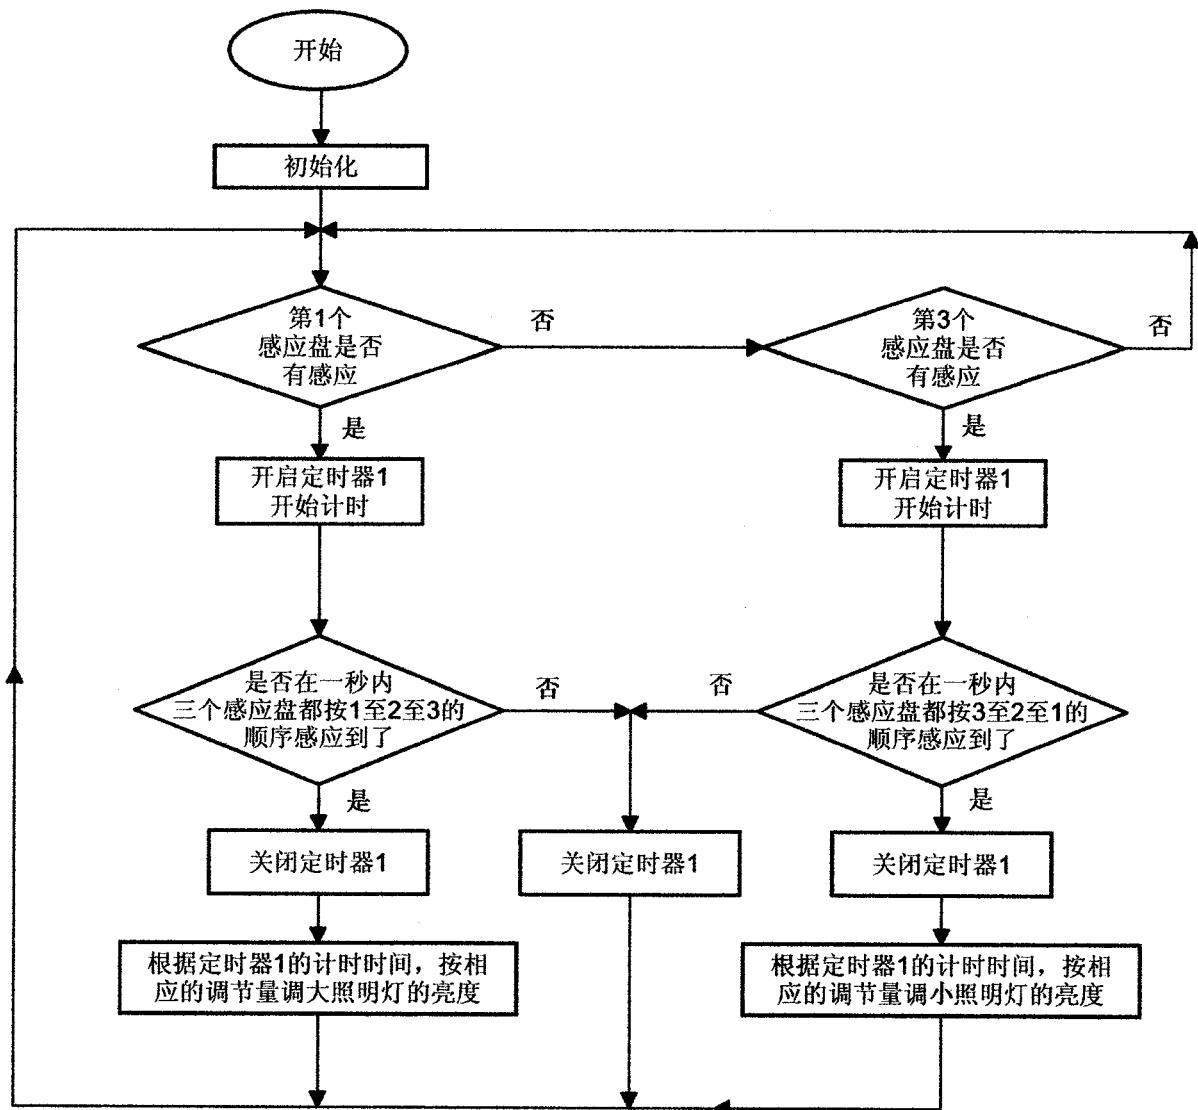 开始
初始化
第1个
感应盘是否
有感应
否
第3个
感应盘是否
有感应
否
是
是
开启定时器1
开始计时
开启定时器1
开始计时
是否在一秒内
三个感应盘都按1至2至3的
顺序感应到了
否
否
是否在一秒内
三个感应盘都按3至2至1的
顺序感应到了
是
是
关闭定时器1
关闭定时器1
关闭定时器1
根据定时器1的计时时间，按相
应的调节量调大照明灯的亮度
根据定时器1的计时时间，按相
应的调节量调小照明灯的亮度